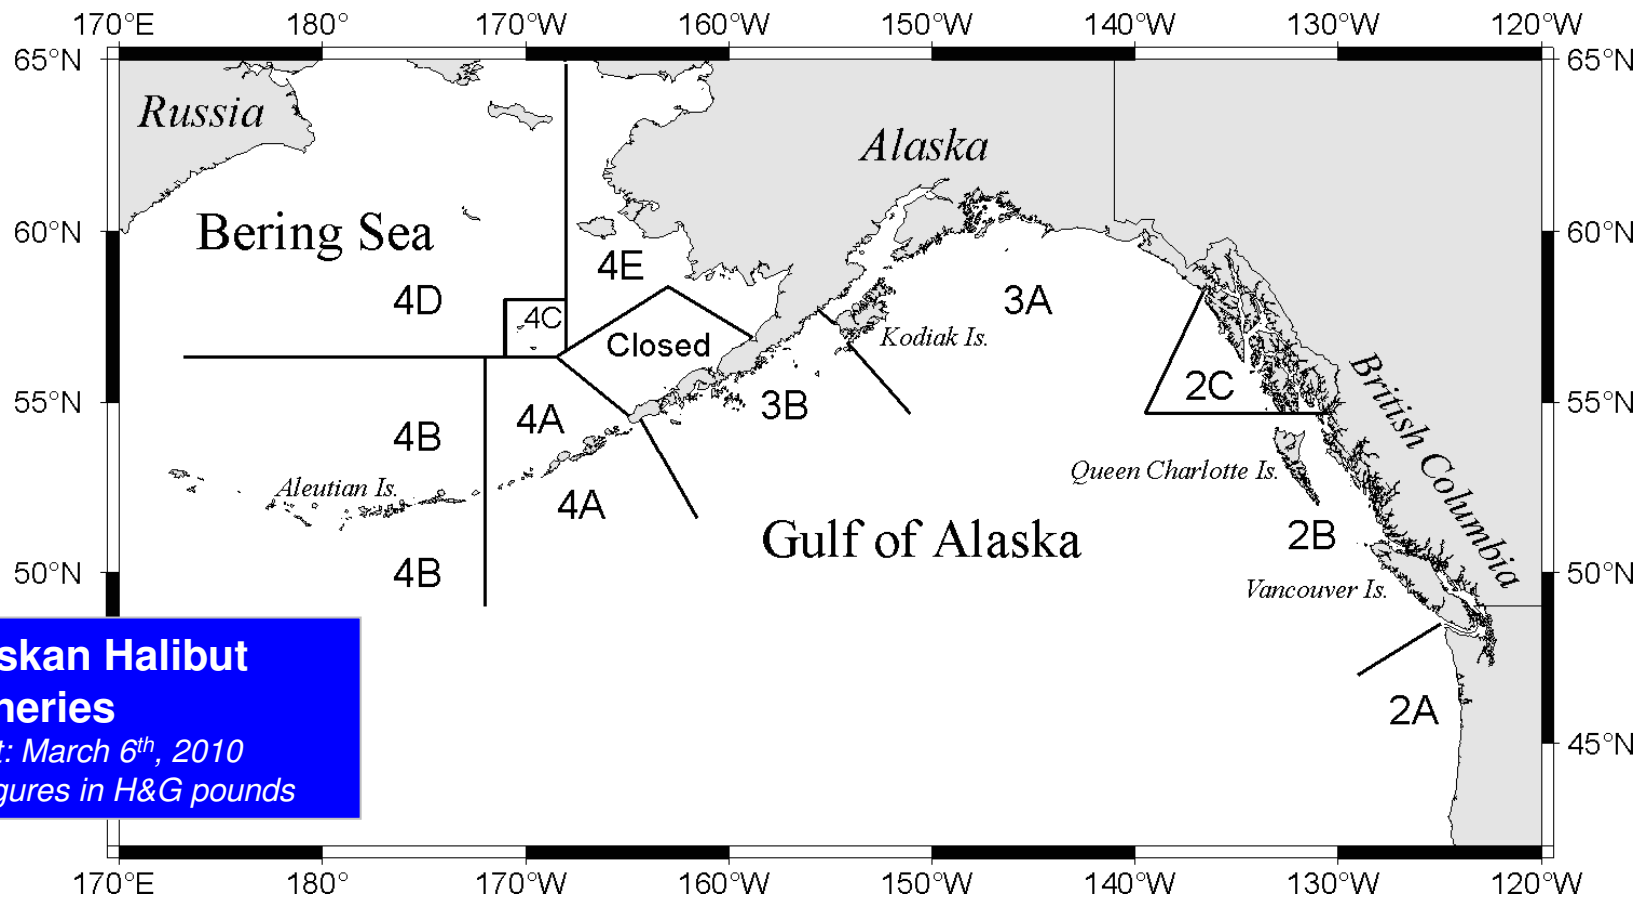 170°E 180° 170°W 160°W 150°W 140°W 130°W 120°W
65°N 65°N
Russia
Alaska
60°N Bering Sea 60°N
4E
4D 4C 3A
Closed Kodiak Is.
British Columbia
55°N 4A 3B 2C 55°N
4B
Queen Charlotte Is.
Aleutian Is.
4A
Gulf of Alaska 2B
50°N 4B 50°N
Vancouver Is.
skan Halibut
neries
t: March 6th, 2010
gures in H&G pounds
2A
45°N
170°E 180° 170°W 160°W 150°W 140°W 130°W 120°W